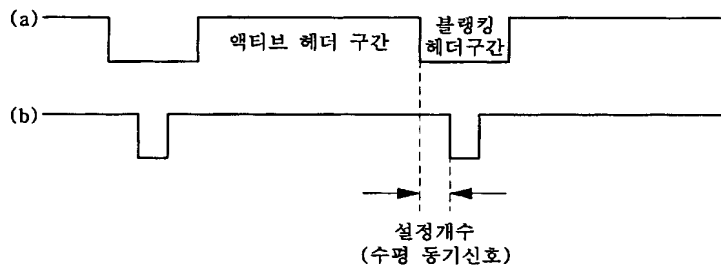 (a)
액티브 헤더 구간
블랭킹
헤더구간
(b)
설정개수
(수평 동기신호)